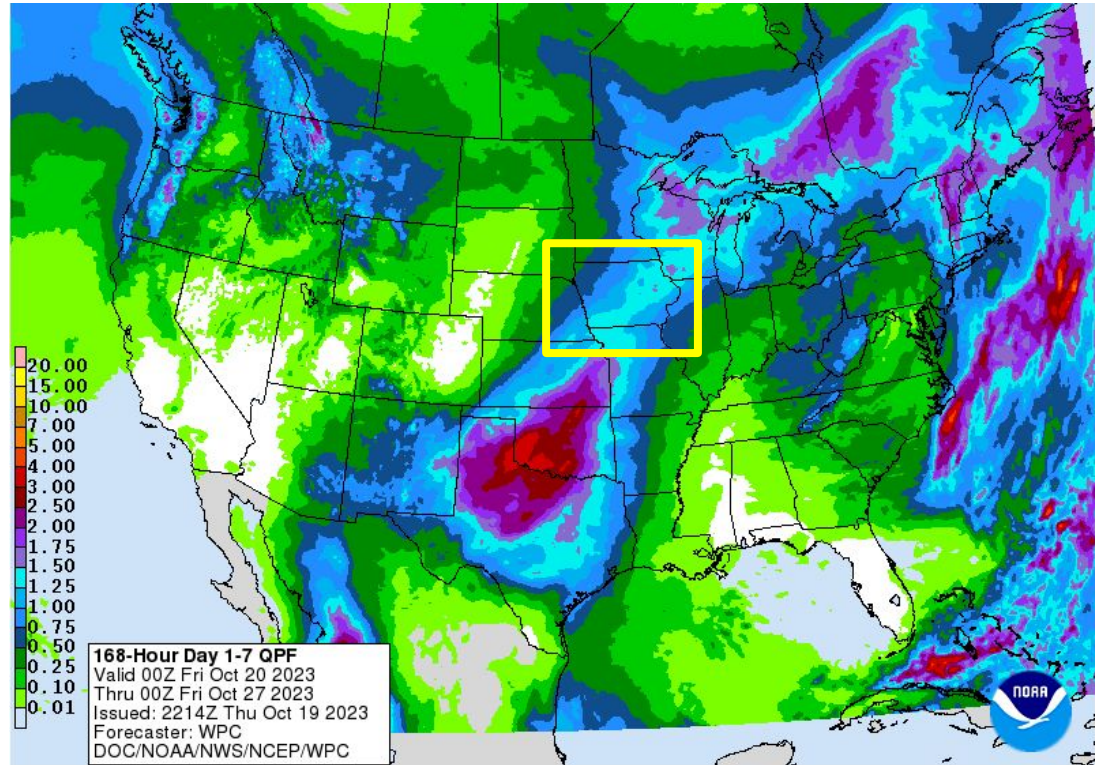 20.00
15.00
10.00
7.00
5.00
4.00
3.00
2.50
2.00
1.75
1.50
1.25
1.00
0.75
0.50
0.25
0.10
0.01
168-Hour Day 1-7 QPF
Valid 00Z Fri Oct 20 2023
Thru 00Z Fri Oct 27 2023
Issued: 2214Z Thu Oct 19 2023
Forecaster: WPC
DOC/NOAA/NWS/NCEP/WPC
NOAA